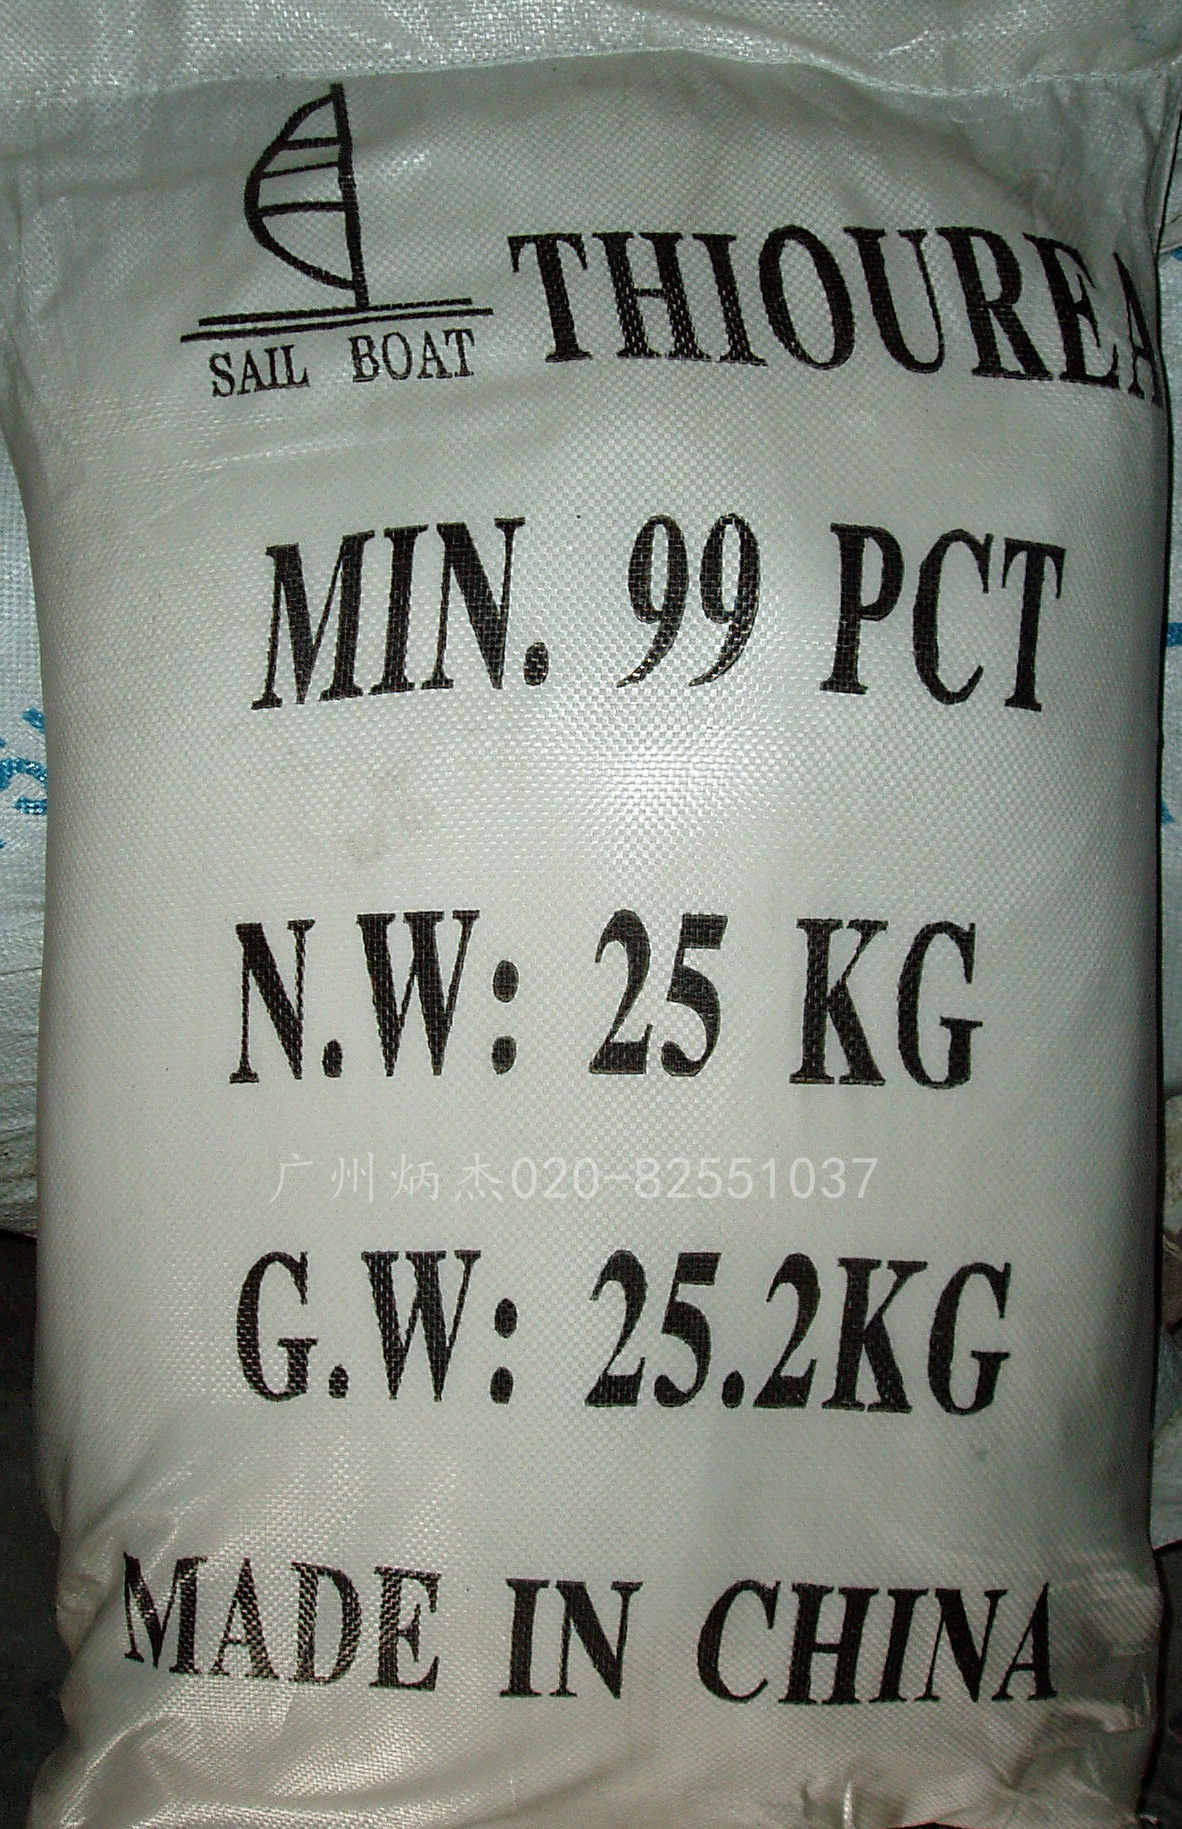 SAIL BOAT
THIOUREA
MIN. 99 PCT
N.W: 25 KG
广州炳杰020-82551037
G.W: 25.2KG
MADE IN CHINA